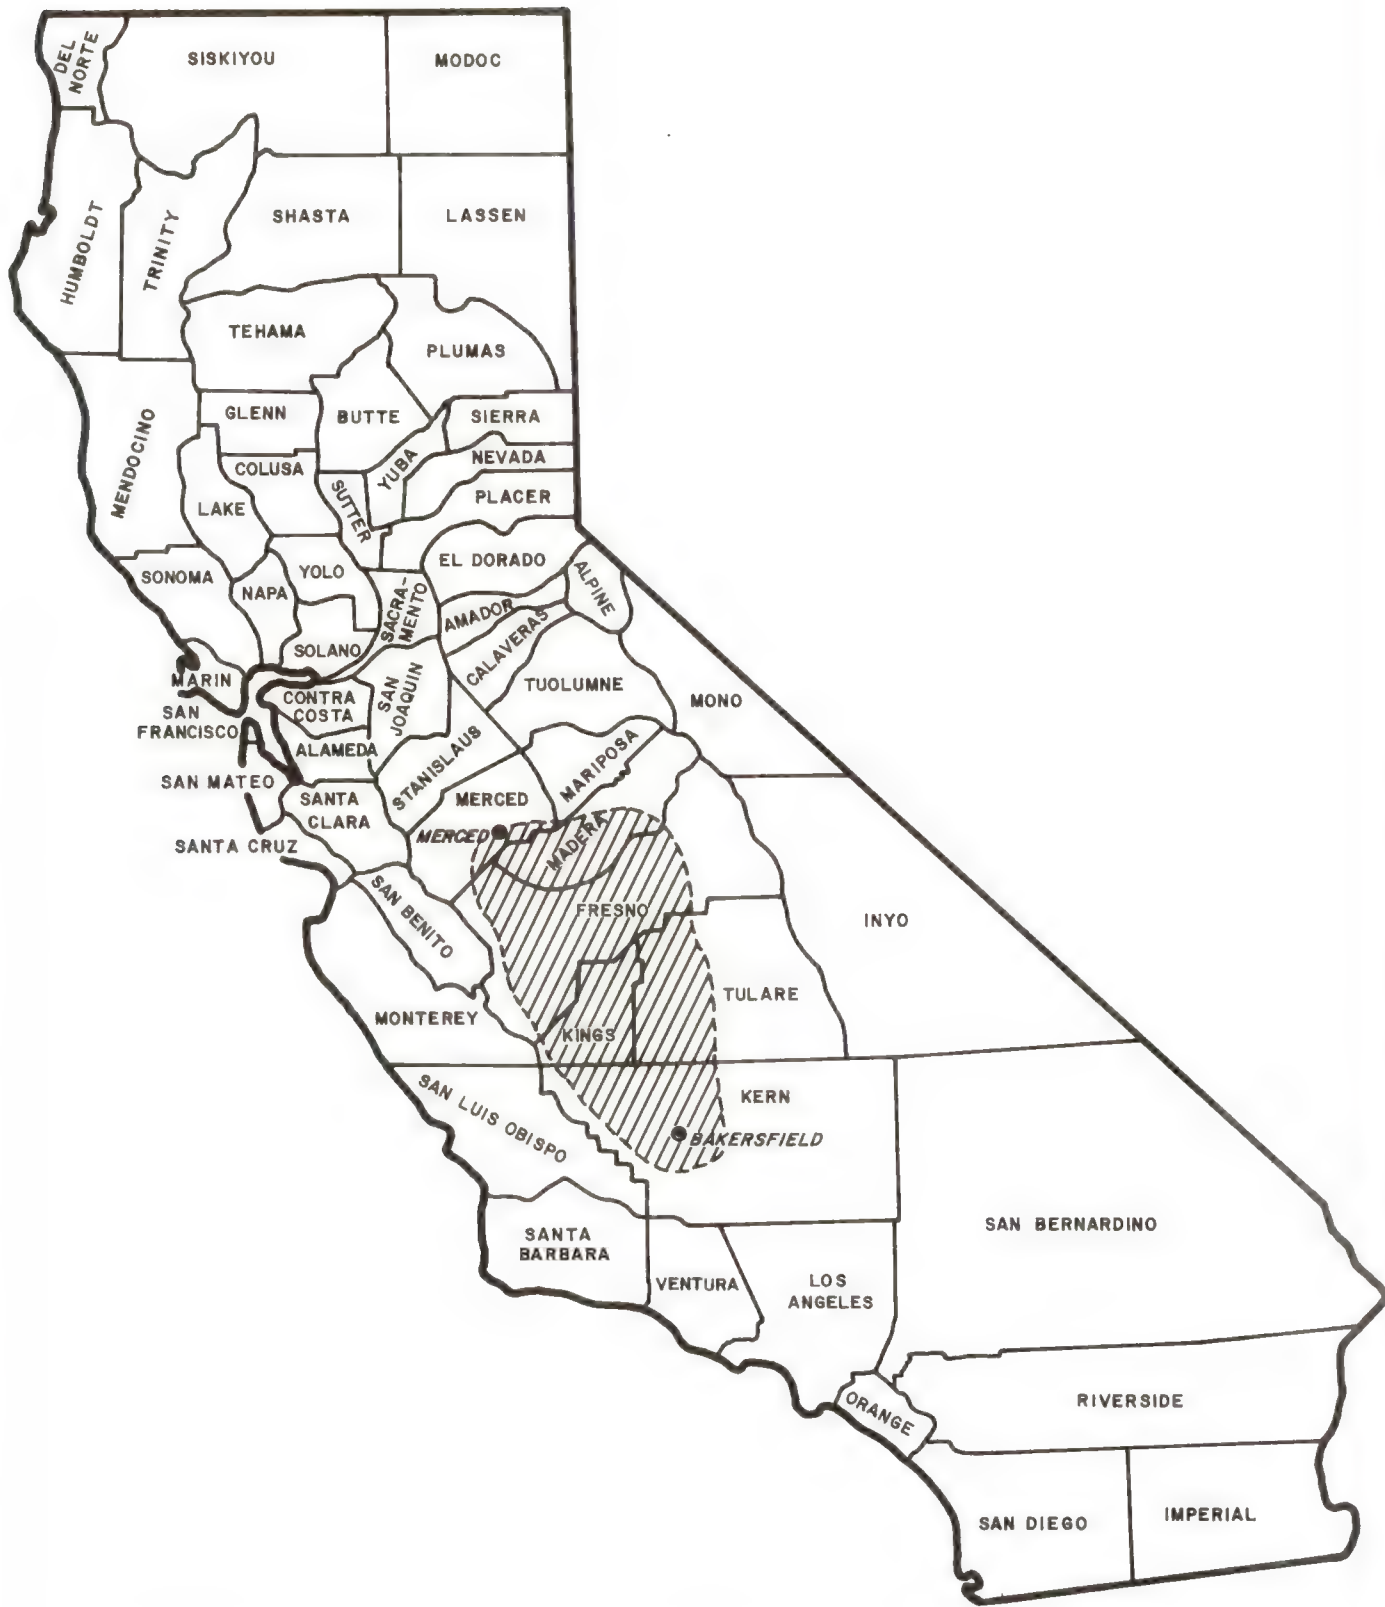 DEL
NORTE
SISKIYOU
MODOC
HUMBOLDT
TRINITY
SHASTA
LASSEN
TEHAMA
PLUMAS
MENDOCINO
GLENN
BUTTE
SIERRA
COLUSA
YUBA
NEVADA
LAKE
SUTTER
PLACER
SONOMA
NAPA
YOLO
EL DORADO
ALPINE
SACRA-
MENTO
AMADOR
CALAVERAS
SOLANO
MARIN
CONTRA
COSTA
SAN
JOAQUIN
TUOLUMNE
MONO
SAN
FRANCISCO
ALAMEDA
STANISLAUS
MARIPOSA
SAN MATEO
SANTA
CLARA
MERCED
MERCED
MADERA
SANTA CRUZ
SAN BENITO
FRESNO
INYO
MONTEREY
KINGS
TULARE
SAN LUIS OBISPO
KERN
BAKERSFIELD
SANTA
BARBARA
VENTURA
LOS
ANGELES
SAN BERNARDINO
ORANGE
RIVERSIDE
SAN DIEGO
IMPERIAL